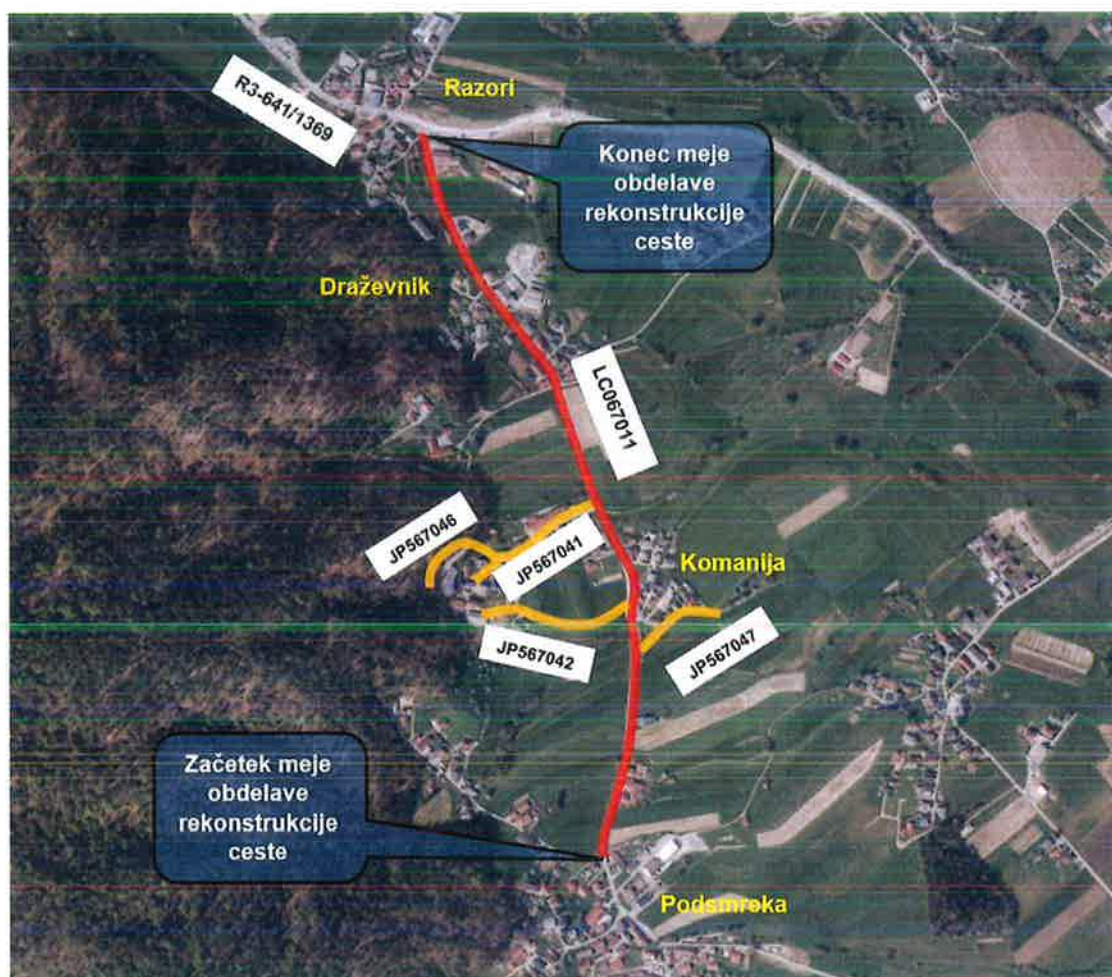 Razori
R3-641/1369
Konec meje
obdelave
rekonstrukcije
ceste
Draževnik
LC067011
JP567046
JP567041
Komanija
JP567042
JP567047
Začetek meje
obdelave
rekonstrukcije
ceste
Podsmreka